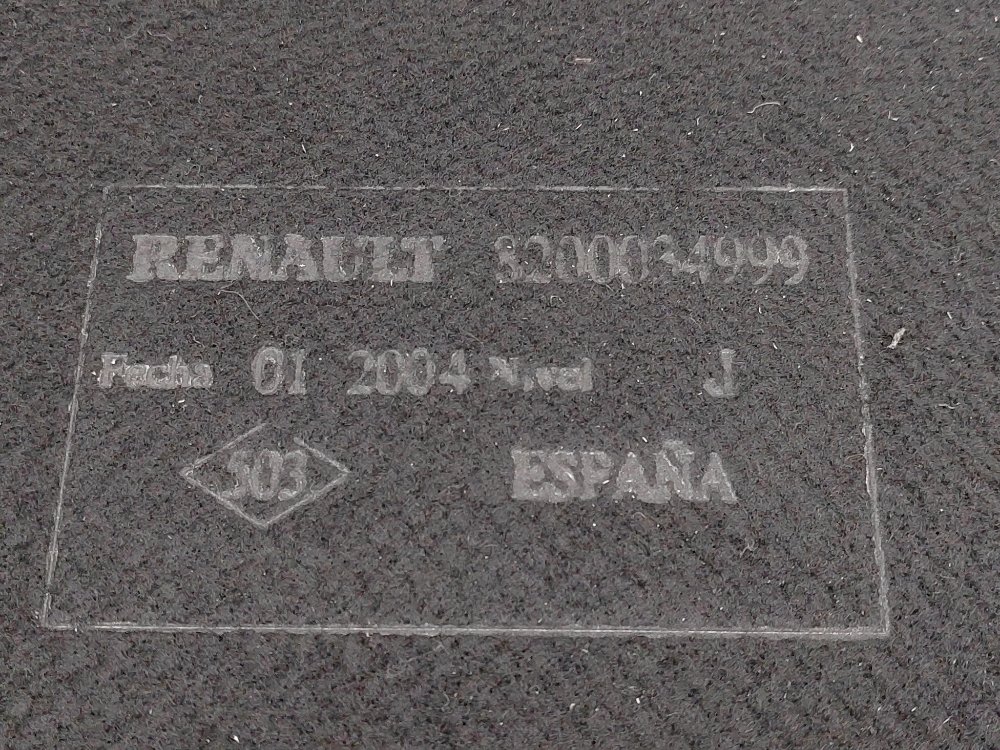 RENAULT 8200034999
Fecha 01 2004 Nivel J
503 ESPAÑA